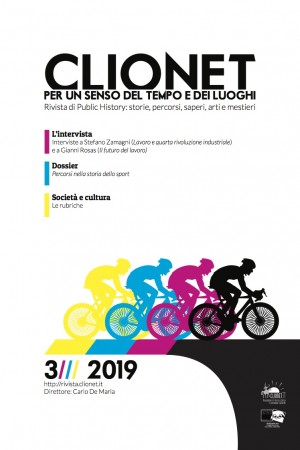 CLIONET
PER UN SENSO DEL TEMPO E DEI LUOGHI
Rivista di Public History: storie, percorsi, saperi, arti e mestieri
L'intervista
Interviste a Stefano Zamagni (Lavoro e quarta rivoluzione industriale)
e a Gianni Rosas (Il futuro del lavoro)
Dossier
Percorsi nella storia dello sport
Società e cultura
Le rubriche
3/// 2019
http://rivista.clionet.it
Direttore: Carlo De Maria